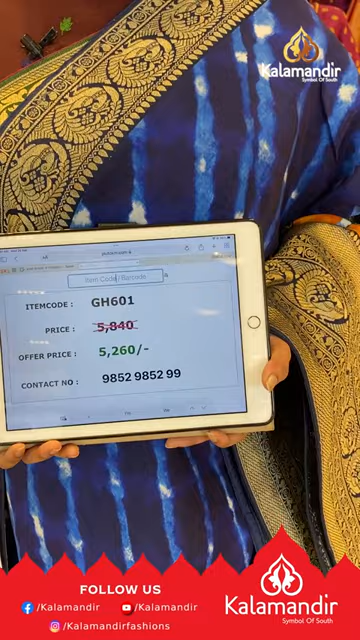 Kalamandir
Symbol Of South
Item Code/Barcode
ITEMCODE : GH601
PRICE : 5,840
OFFER PRICE : 5,260/-
CONTACT NO : 9852 9852 99
FOLLOW US
/Kalamandir /Kalamandir
/Kalamandirfashions
Kalamandir
Symbol Of South